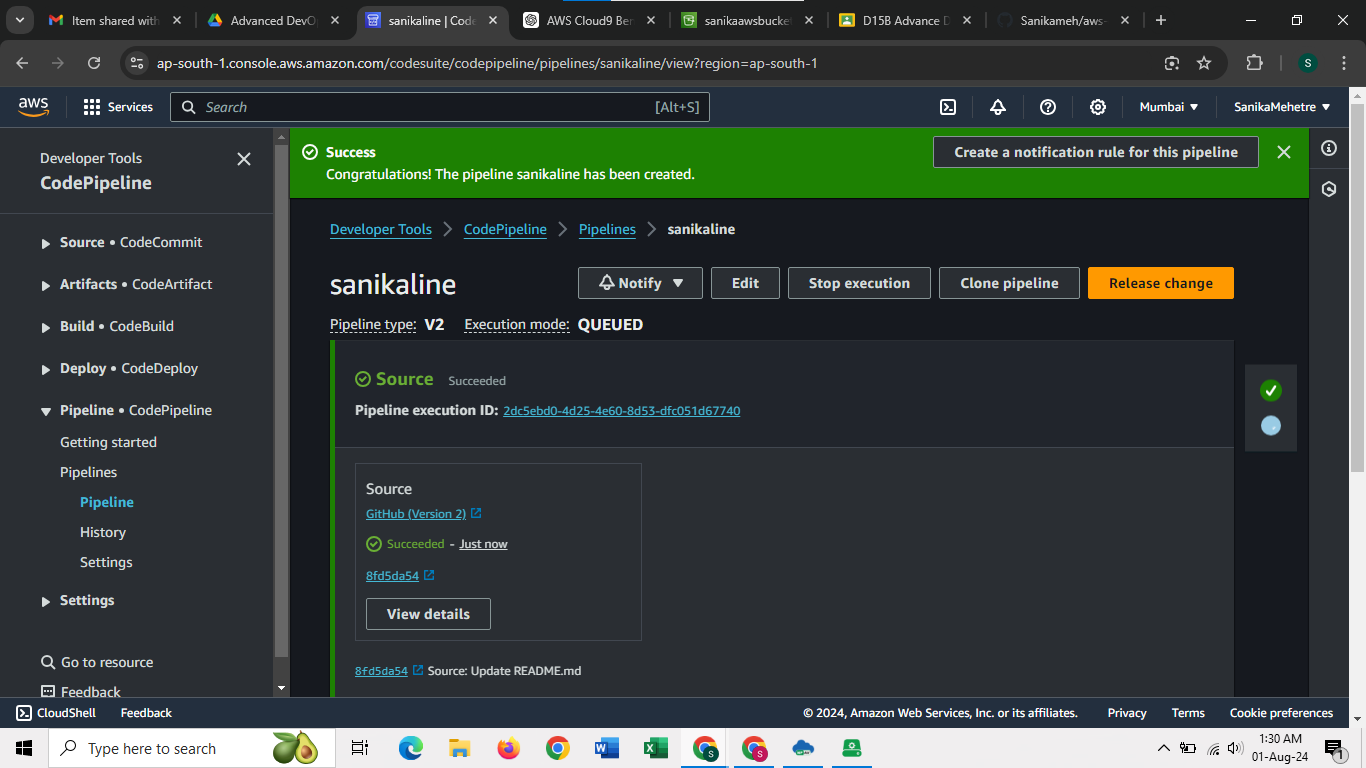 Item shared with
Advanced DevO
sanikaline | Code
AWS Cloud9 Ben
sanikaawsbucket
D15B Advance D
Sanikameh/aws-
ap-south-1.console.aws.amazon.com/codesuite/codepipeline/pipelines/sanikaline/view?region=ap-south-1
S
aws
Services
Search
[Alt+S]
Mumbai
SanikaMehetre
Developer Tools
CodePipeline
Source • CodeCommit
Artifacts • CodeArtifact
Build • CodeBuild
Deploy • CodeDeploy
Pipeline • CodePipeline
Getting started
Pipelines
Pipeline
History
Settings
Settings
Go to resource
Feedback
Success
Congratulations! The pipeline sanikaline has been created.
Create a notification rule for this pipeline
Developer Tools
CodePipeline
Pipelines
sanikaline
sanikaline
Notify
Edit
Stop execution
Clone pipeline
Release change
Pipeline type: V2
Execution mode: QUEUED
Source Succeeded
Pipeline execution ID: 2dc5ebd0-4d25-4e60-8d53-dfc051d67740
Source
GitHub (Version 2)
Succeeded - Just now
8fd5da54
View details
8fd5da54 Source: Update README.md
CloudShell
Feedback
© 2024, Amazon Web Services, Inc. or its affiliates.
Privacy
Terms
Cookie preferences
Type here to search
1:30 AM
01-Aug-24
1